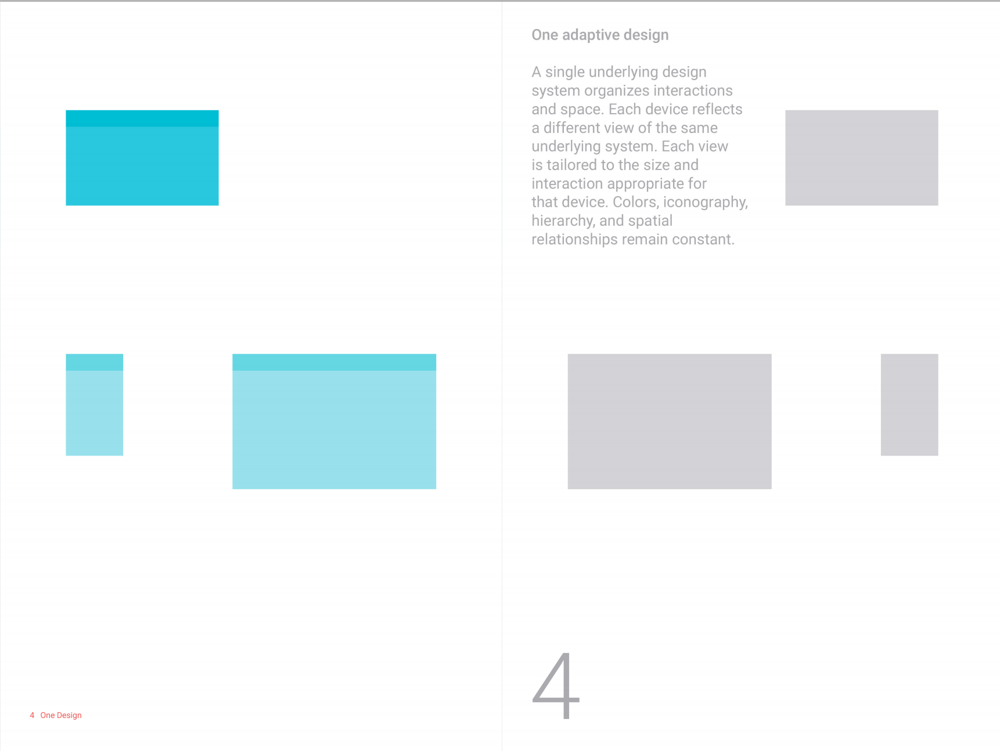 One adaptive design
A single underlying design
system organizes interactions
and space. Each device reflects
a different view of the same
underlying system. Each view
is tailored to the size and
interaction appropriate for
that device. Colors, iconography,
hierarchy, and spatial
relationships remain constant.
4
4 One Design